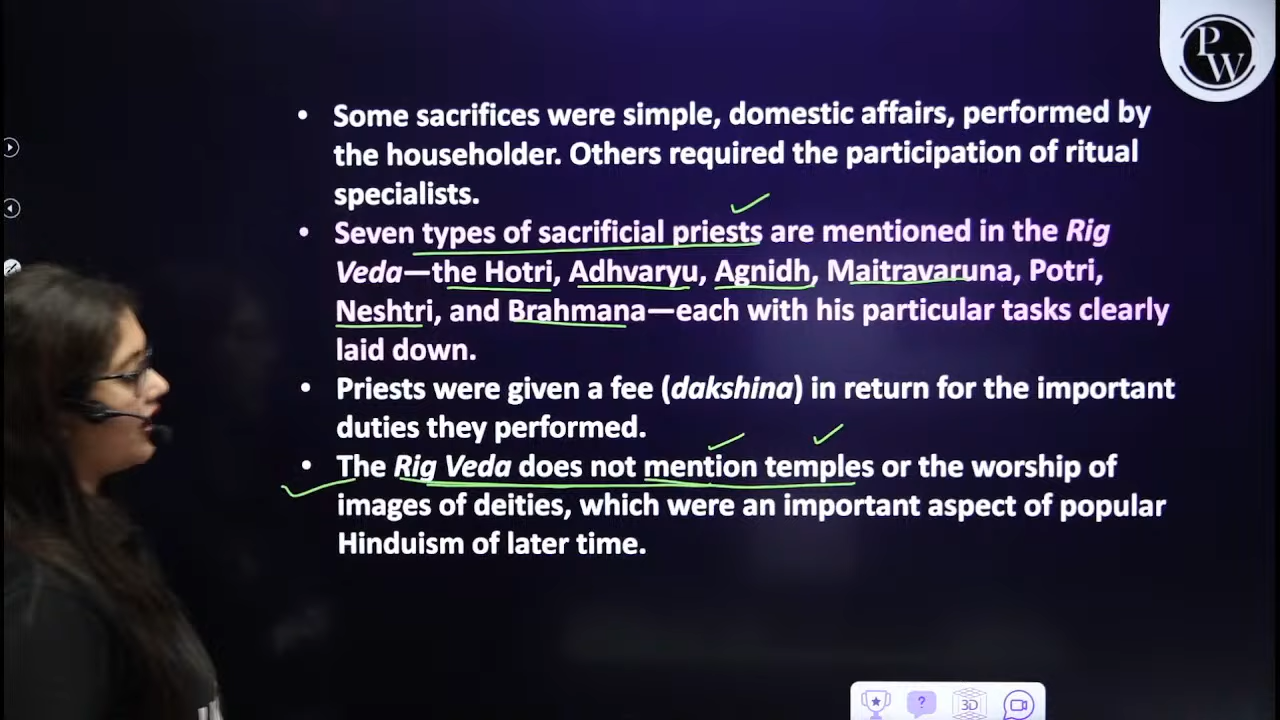 PW
• Some sacrifices were simple, domestic affairs, performed by
the householder. Others required the participation of ritual
specialists.
• Seven types of sacrificial priests are mentioned in the Rig
Veda—the Hotri, Adhvaryu, Agnidh, Maitravaruna, Potri,
Neshtri, and Brahmana—each with his particular tasks clearly
laid down.
• Priests were given a fee (dakshina) in return for the important
duties they performed.
• The Rig Veda does not mention temples or the worship of
images of deities, which were an important aspect of popular
Hinduism of later time.
? 3D